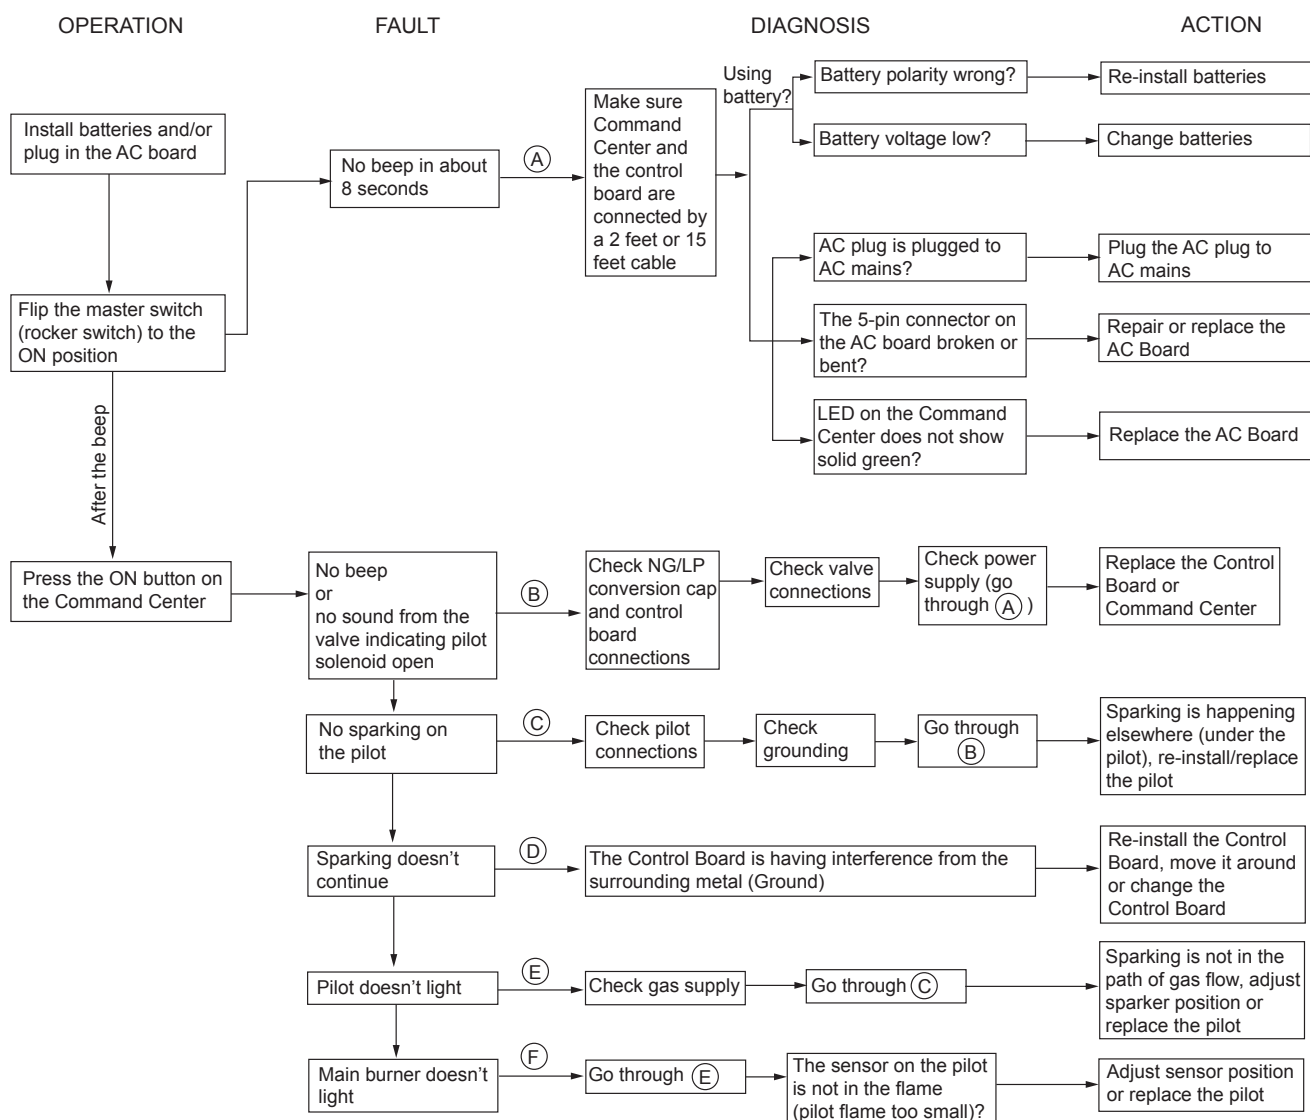 OPERATION
FAULT
DIAGNOSIS
ACTION
Install batteries and/or
plug in the AC board
No beep in about
8 seconds
A
Make sure
Command
Center and
the control
board are
connected by
a 2 feet or 15
feet cable
Using
battery?
Battery polarity wrong?
Re-install batteries
Battery voltage low?
Change batteries
AC plug is plugged to
AC mains?
Plug the AC plug to
AC mains
The 5-pin connector on
the AC board broken or
bent?
Repair or replace the
AC Board
LED on the Command
Center does not show
solid green?
Replace the AC Board
Flip the master switch
(rocker switch) to the
ON position
After the beep
Press the ON button on
the Command Center
No beep
or
no sound from the
valve indicating pilot
solenoid open
B
Check NG/LP
conversion cap
and control
board
connections
Check valve
connections
Check power
supply (go
through A )
Replace the Control
Board or
Command Center
No sparking on
the pilot
C
Check pilot
connections
Check
grounding
Go through
B
Sparking is happening
elsewhere (under the
pilot), re-install/replace
the pilot
Sparking doesn't
continue
D
The Control Board is having interference from the
surrounding metal (Ground)
Re-install the Control
Board, move it around
or change the
Control Board
Pilot doesn't light
E
Check gas supply
Go through C
Sparking is not in the
path of gas flow, adjust
sparker position or
replace the pilot
Main burner doesn't
light
F
Go through E
The sensor on the pilot
is not in the flame
(pilot flame too small)?
Adjust sensor position
or replace the pilot